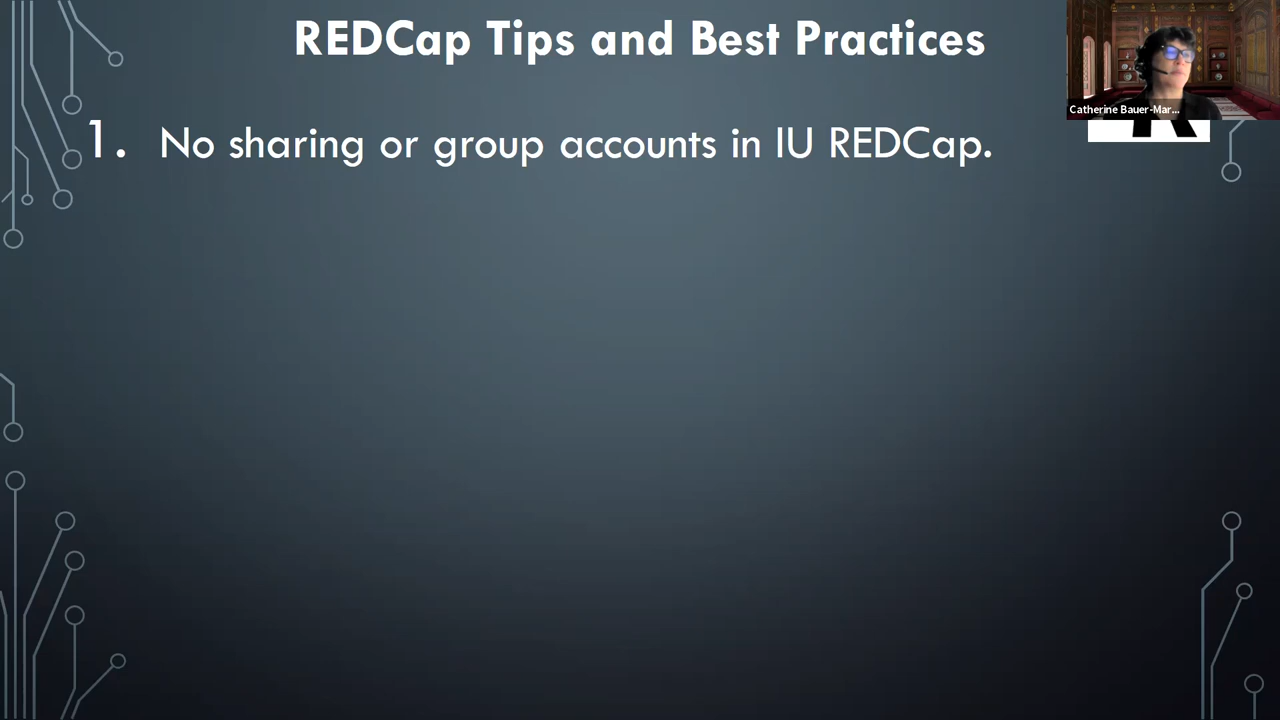 REDCap Tips and Best Practices
Catherine Bauer-Mar...
1. No sharing or group accounts in IU REDCap.